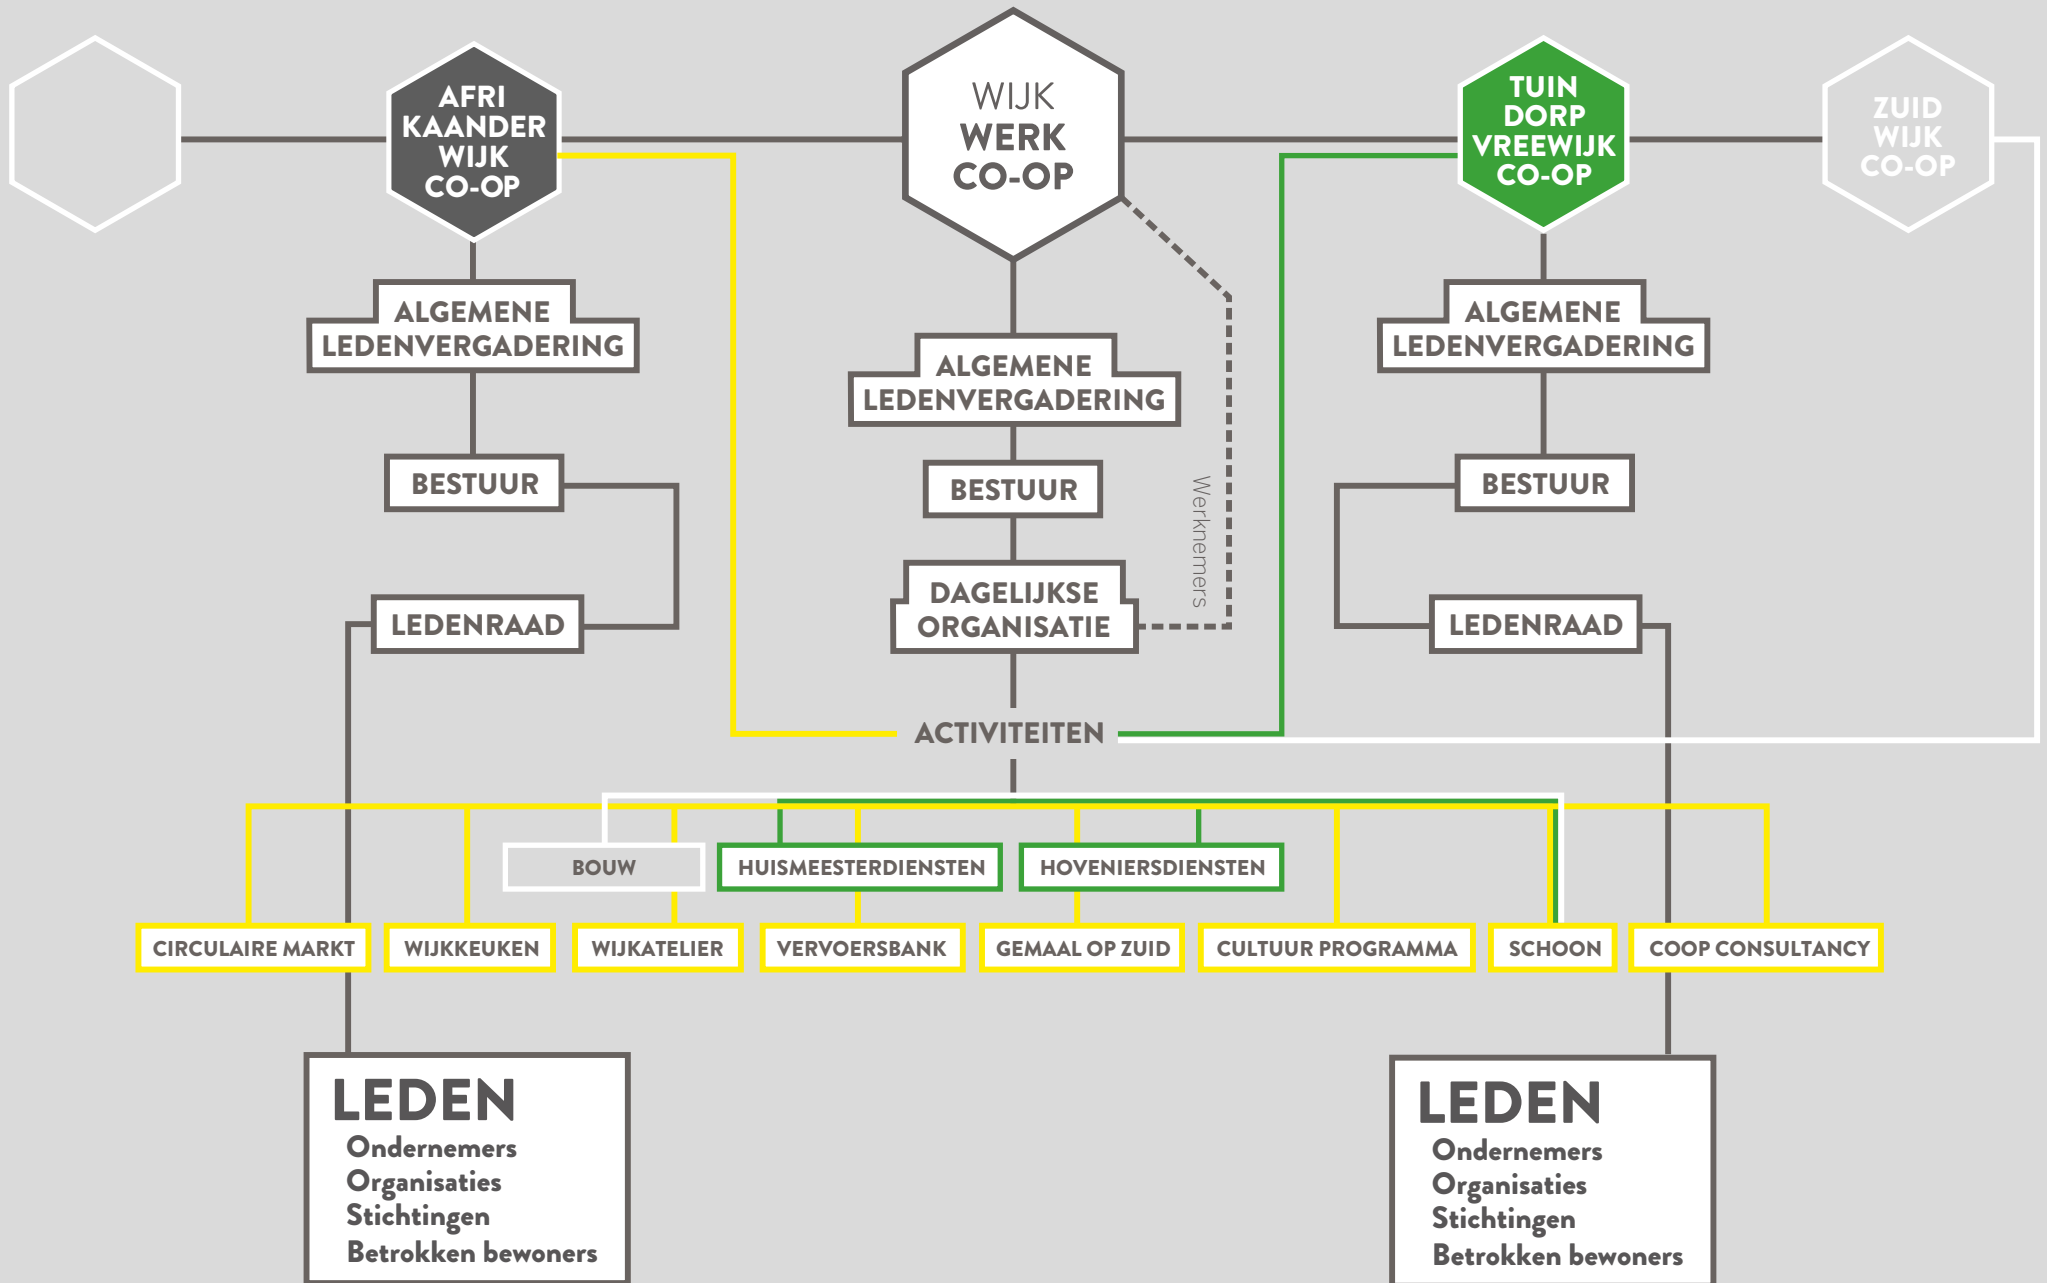 AFRI
KAANDER
WIJK
CO-OP
WIJK
WERK
CO-OP
TUIN
DORP
VREEWIJK
CO-OP
ZUID
WIJK
CO-OP
ALGEMENE
LEDENVERGADERING
ALGEMENE
LEDENVERGADERING
ALGEMENE
LEDENVERGADERING
BESTUUR
BESTUUR
BESTUUR
Werknemers
LEDENRAAD
DAGELIJKSE
ORGANISATIE
LEDENRAAD
ACTIVITEITEN
BOUW
HUISMEESTERDIENSTEN
HOVENIERSDIENSTEN
CIRCULAIRE MARKT
WIJKKEUKEN
WIJKATELIER
VERVOERSBANK
GEMAAL OP ZUID
CULTUUR PROGRAMMA
SCHOON
COOP CONSULTANCY
LEDEN
Ondernemers
Organisaties
Stichtingen
Betrokken bewoners
LEDEN
Ondernemers
Organisaties
Stichtingen
Betrokken bewoners